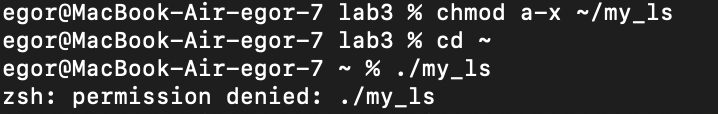 egor@MacBook-Air-egor-7 lab3 % chmod a-x ~/my_ls
egor@MacBook-Air-egor-7 lab3 % cd ~
egor@MacBook-Air-egor-7 ~ % ./my_ls
zsh: permission denied: ./my_ls